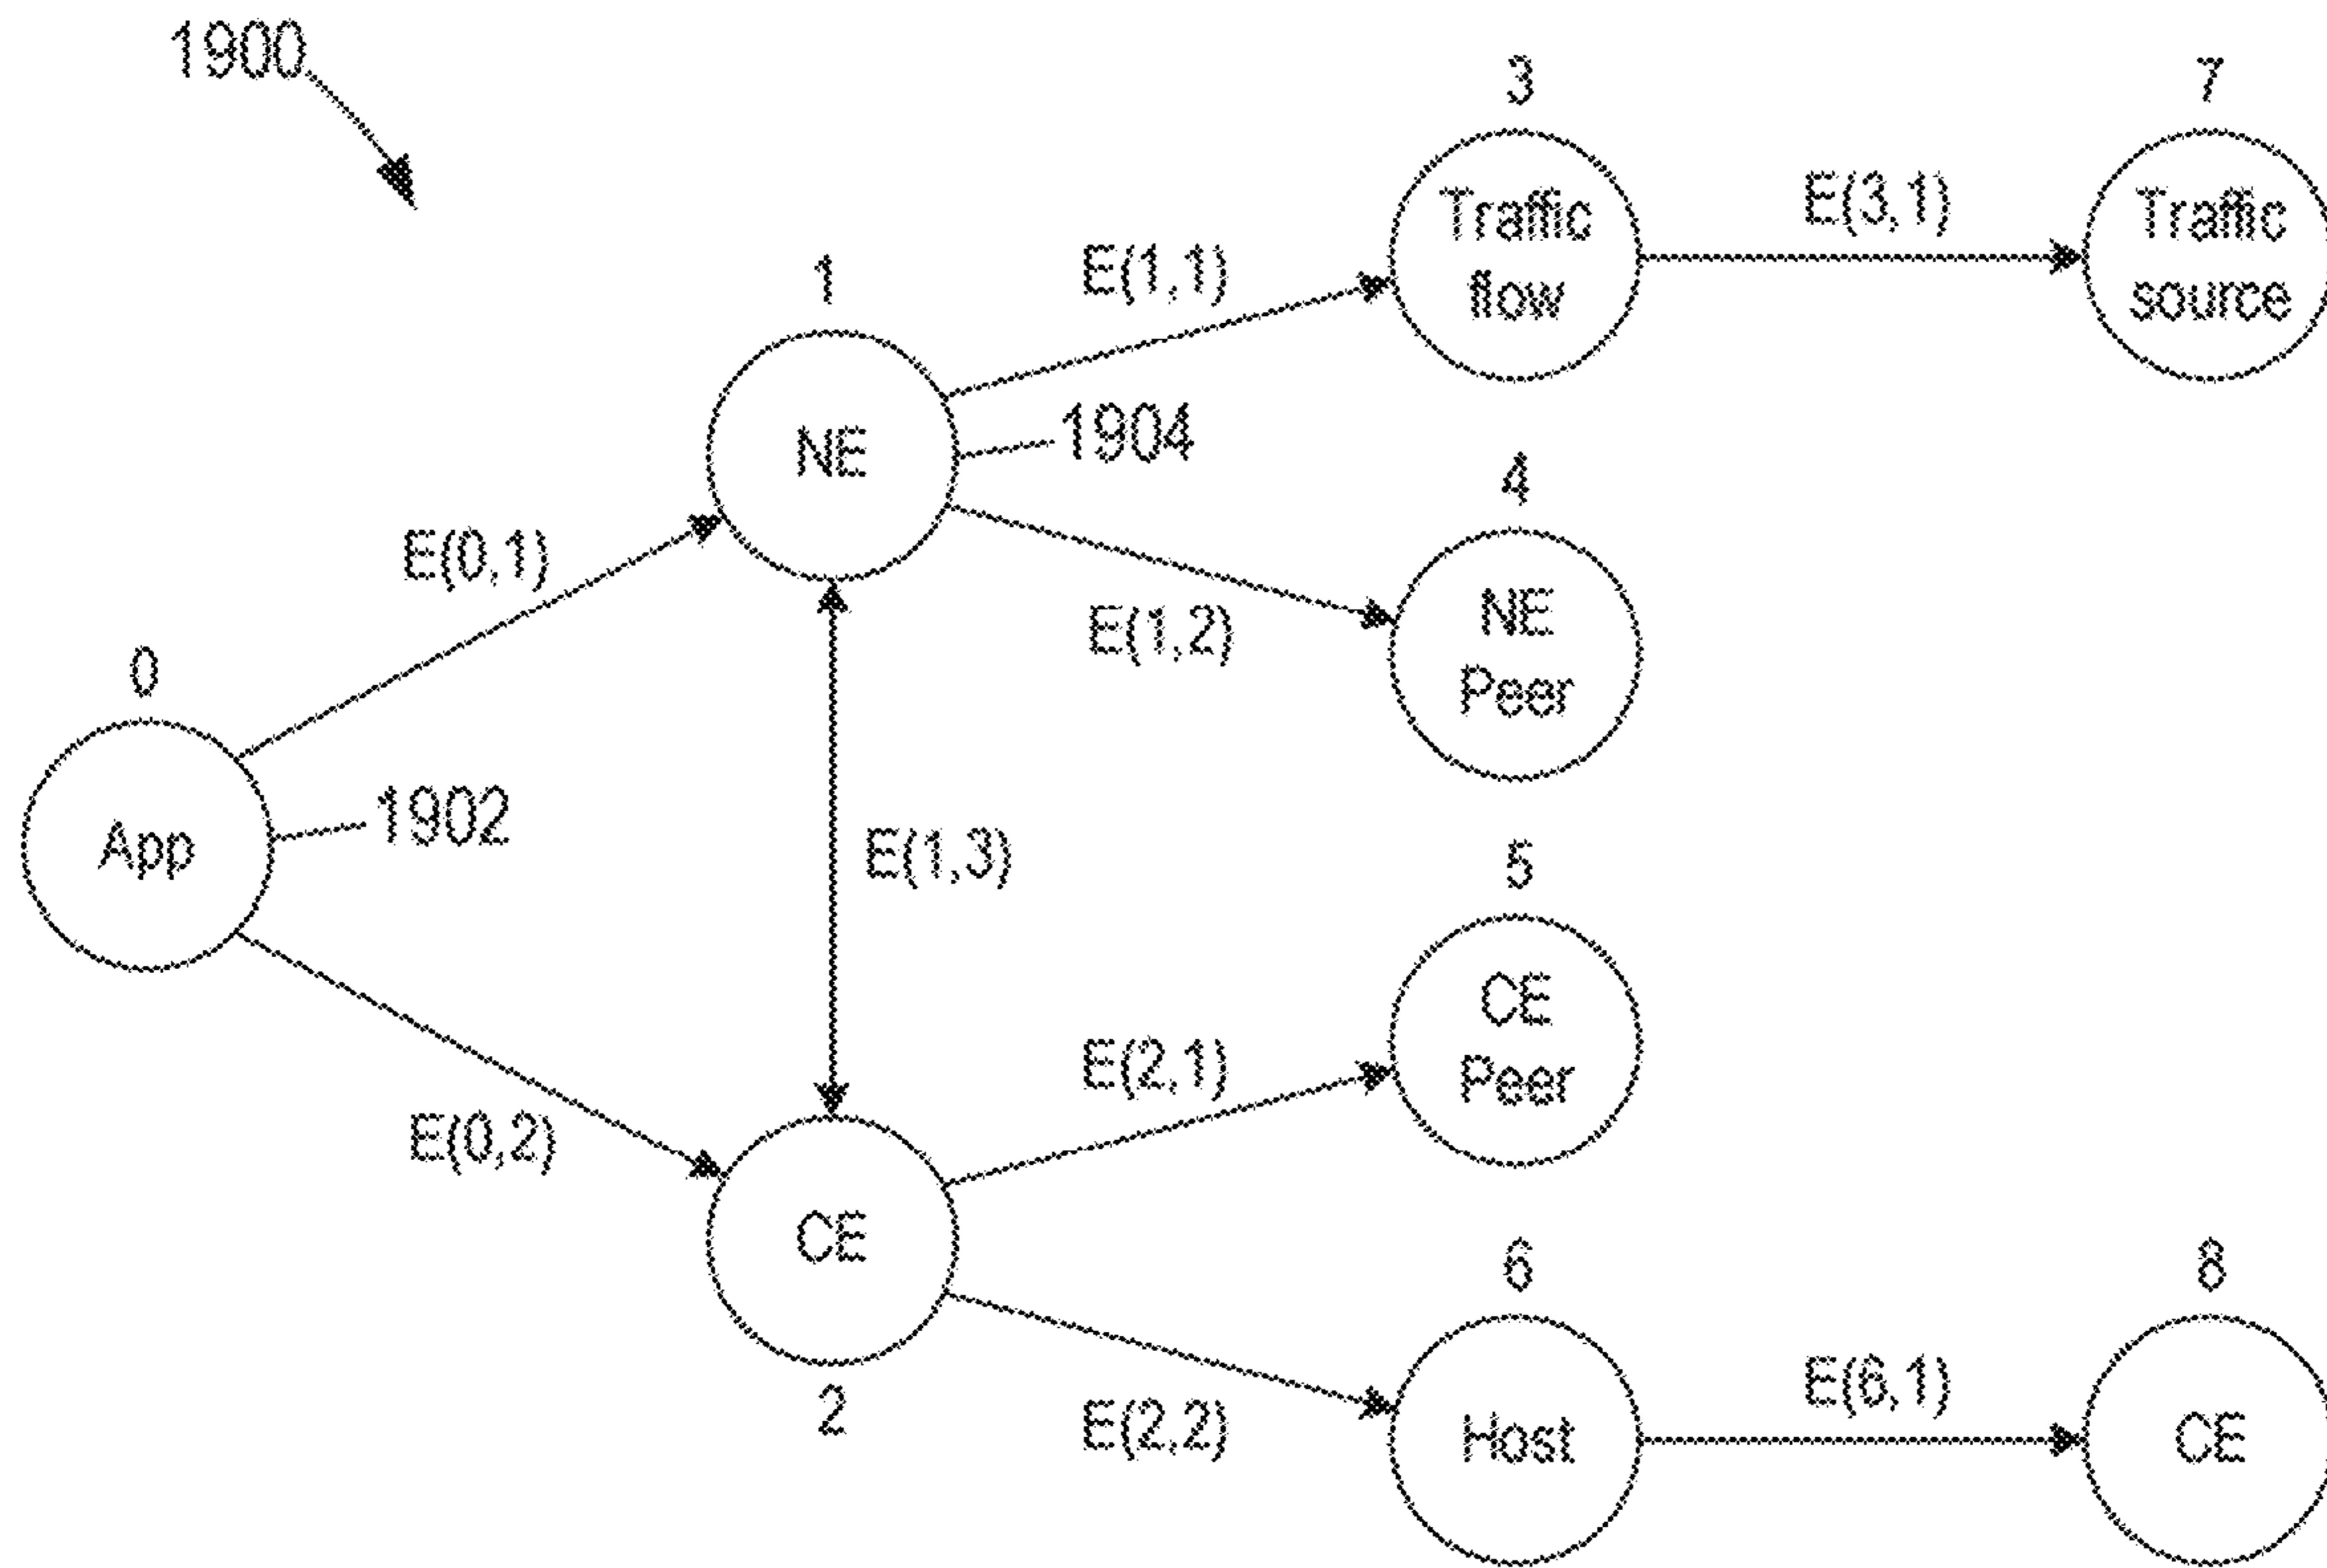 1900
3
7
Traffic
flow
E(3,1)
Traffic
source
E(1,1)
1
NE
1904
4
E(0,1)
NE
Peer
E(1,2)
0
App
1902
E(1,3)
5
CE
Peer
E(2,1)
E(0,2)
CE
2
6
8
E(2,2)
Host
E(6,1)
CE